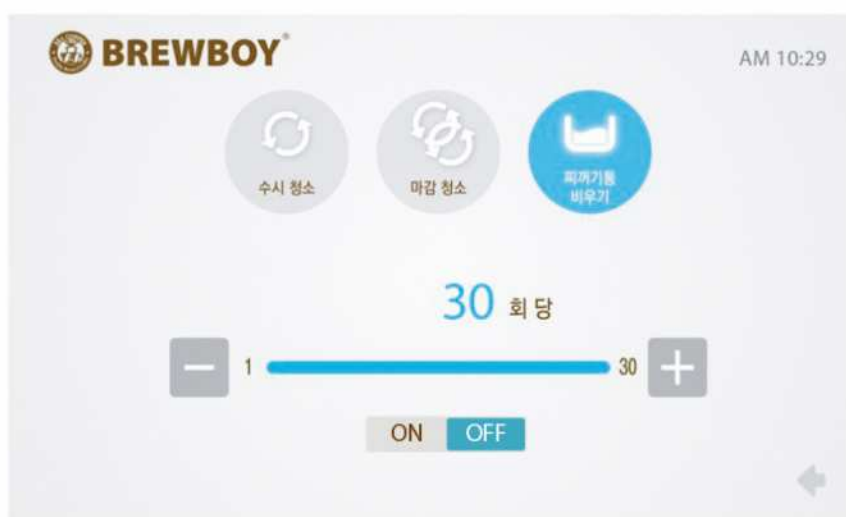 BREWBOY®
AM 10:29
수시 청소
마감 청소
찌꺼기통
비우기
30 회 당
1
30
ON OFF